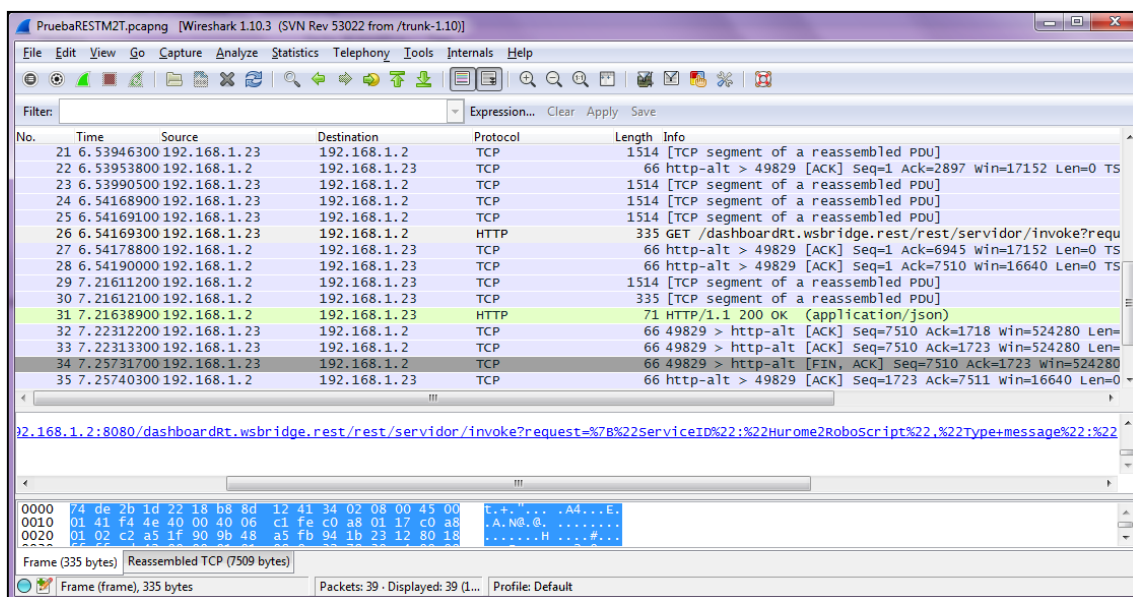 PruebaRESTM2T.pcapng [Wireshark 1.10.3 (SVN Rev 53022 from /trunk-1.10)]
File Edit View Go Capture Analyze Statistics Telephony Tools Internals Help
Filter: Expression... Clear Apply Save
No. Time Source Destination Protocol Length Info
21 6.53946300 192.168.1.23 192.168.1.2 TCP 1514 [TCP segment of a reassembled PDU]
22 6.53953800 192.168.1.2 192.168.1.23 TCP 66 http-alt > 49829 [ACK] Seq=1 Ack=2897 Win=17152 Len=0 TS
23 6.53990500 192.168.1.23 192.168.1.2 TCP 1514 [TCP segment of a reassembled PDU]
24 6.54168900 192.168.1.23 192.168.1.2 TCP 1514 [TCP segment of a reassembled PDU]
25 6.54169100 192.168.1.23 192.168.1.2 TCP 1514 [TCP segment of a reassembled PDU]
26 6.54169300 192.168.1.23 192.168.1.2 HTTP 335 GET /dashboardRt.wsbridge.rest/rest/servidor/invoke?requ
27 6.54178800 192.168.1.2 192.168.1.23 TCP 66 http-alt > 49829 [ACK] Seq=1 Ack=6945 Win=17152 Len=0 TS
28 6.54190000 192.168.1.2 192.168.1.23 TCP 66 http-alt > 49829 [ACK] Seq=1 Ack=7510 Win=16640 Len=0 TS
29 7.21611200 192.168.1.2 192.168.1.23 TCP 1514 [TCP segment of a reassembled PDU]
30 7.21612100 192.168.1.2 192.168.1.23 TCP 335 [TCP segment of a reassembled PDU]
31 7.21638900 192.168.1.2 192.168.1.23 HTTP 71 HTTP/1.1 200 OK (application/json)
32 7.22312200 192.168.1.23 192.168.1.2 TCP 66 49829 > http-alt [ACK] Seq=7510 Ack=1718 Win=524280 Len=
33 7.22313300 192.168.1.23 192.168.1.2 TCP 66 49829 > http-alt [ACK] Seq=7510 Ack=1723 Win=524280 Len=
34 7.25731700 192.168.1.23 192.168.1.2 TCP 66 49829 > http-alt [FIN, ACK] Seq=7510 Ack=1723 Win=524280
35 7.25740300 192.168.1.2 192.168.1.23 TCP 66 http-alt > 49829 [ACK] Seq=1723 Ack=7511 Win=16640 Len=0
92.168.1.2:8080/dashboardRt.wsbridge.rest/rest/servidor/invoke?request=%7B%22ServiceID%22:%22Hurome2RoboScript%22,%22Type+message%22:%22
0000 74 de 2b 1d 22 18 b8 8d 12 41 34 02 08 00 45 00 t.+."... .A4...E.
0010 01 41 f4 4e 40 00 40 06 c1 fe c0 a8 01 17 c0 a8 .A.N@.@. ........
0020 01 02 c2 a5 1f 90 9b 48 a5 fb 94 1b 23 12 80 18 .......H ....#...
Frame (335 bytes) Reassembled TCP (7509 bytes)
Frame (frame), 335 bytes Packets: 39 · Displayed: 39 (1... Profile: Default